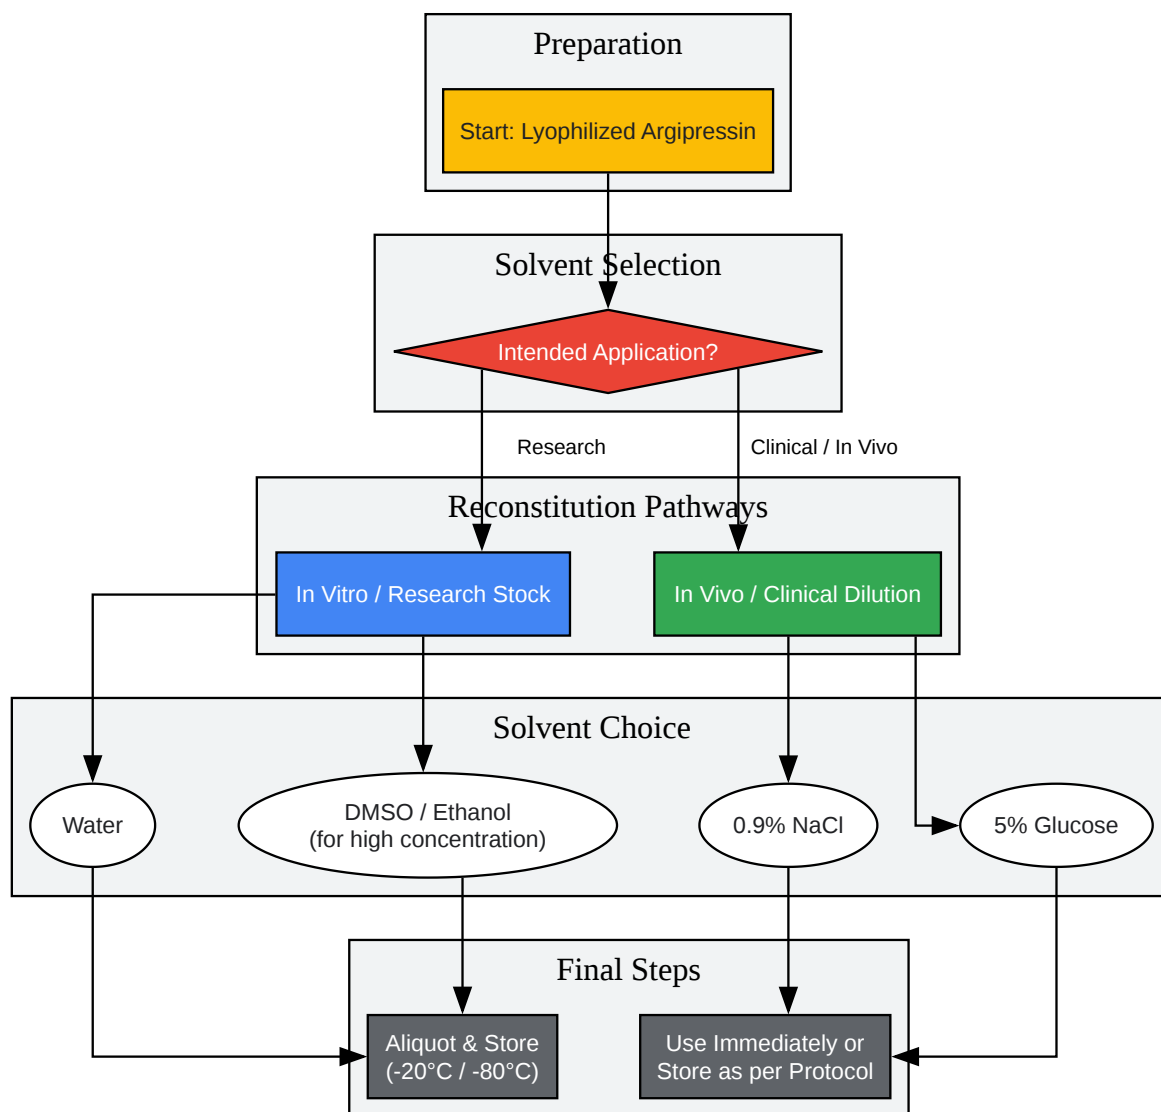 Preparation
Start: Lyophilized Argipressin
Solvent Selection
Intended Application?
Research
Clinical / In Vivo
Reconstitution Pathways
In Vitro / Research Stock
In Vivo / Clinical Dilution
Solvent Choice
Water
DMSO / Ethanol
(for high concentration)
0.9% NaCl
5% Glucose
Final Steps
Aliquot & Store
(-20°C / -80°C)
Use Immediately or
Store as per Protocol